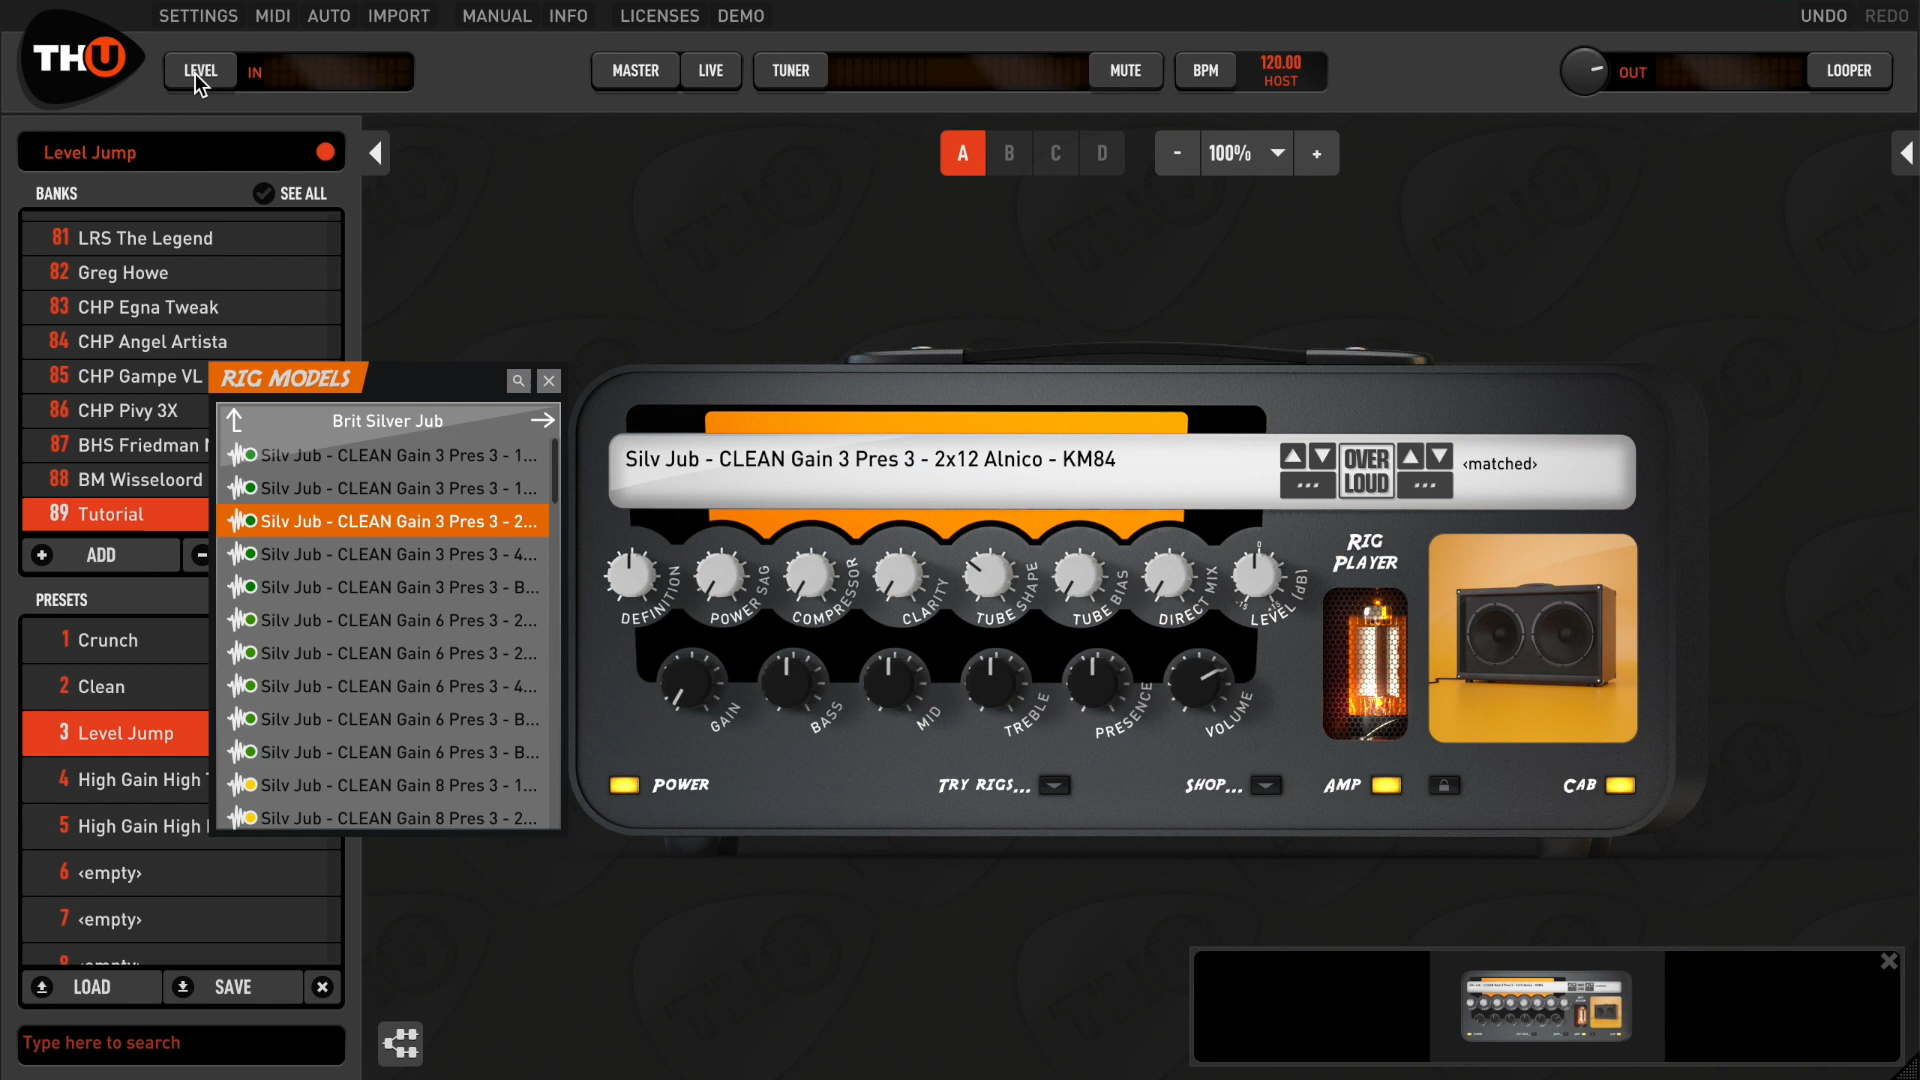 SETTINGS MIDI AUTO IMPORT MANUAL INFO LICENSES DEMO UNDO REDO
THU
LEVEL IN MASTER LIVE TUNER MUTE BPM 120.00 HOST OUT LOOPER
Level Jump
A B C D - 100% +
BANKS SEE ALL
81 LRS The Legend
82 Greg Howe
83 CHP Egna Tweak
84 CHP Angel Artista
85 CHP Gampe VL
86 CHP Pivy 3X
87 BHS Friedman
88 BM Wisseloord
89 Tutorial
+ ADD -
PRESETS
1 Crunch
2 Clean
3 Level Jump
4 High Gain High
5 High Gain High
6 <empty>
7 <empty>
8 <empty>
LOAD SAVE
Type here to search
RIG MODELS
Brit Silver Jub
Silv Jub - CLEAN Gain 3 Pres 3 - 1...
Silv Jub - CLEAN Gain 3 Pres 3 - 1...
Silv Jub - CLEAN Gain 3 Pres 3 - 2...
Silv Jub - CLEAN Gain 3 Pres 3 - 4...
Silv Jub - CLEAN Gain 3 Pres 3 - B...
Silv Jub - CLEAN Gain 6 Pres 3 - 2...
Silv Jub - CLEAN Gain 6 Pres 3 - 2...
Silv Jub - CLEAN Gain 6 Pres 3 - 4...
Silv Jub - CLEAN Gain 6 Pres 3 - B...
Silv Jub - CLEAN Gain 6 Pres 3 - B...
Silv Jub - CLEAN Gain 8 Pres 3 - 1...
Silv Jub - CLEAN Gain 8 Pres 3 - 2...
Silv Jub - CLEAN Gain 3 Pres 3 - 2x12 Alnico - KM84
... OVERLOUD ...
<matched>
DEFINITION POWER SAG COMPRESSOR CLARITY TUBE SHAPE TUBE BIAS DIRECT MIX LEVEL [dB]
GAIN BASS MID TREBLE PRESENCE VOLUME
RIG
PLAYER
POWER TRY RIGS... SHOP... AMP CAB